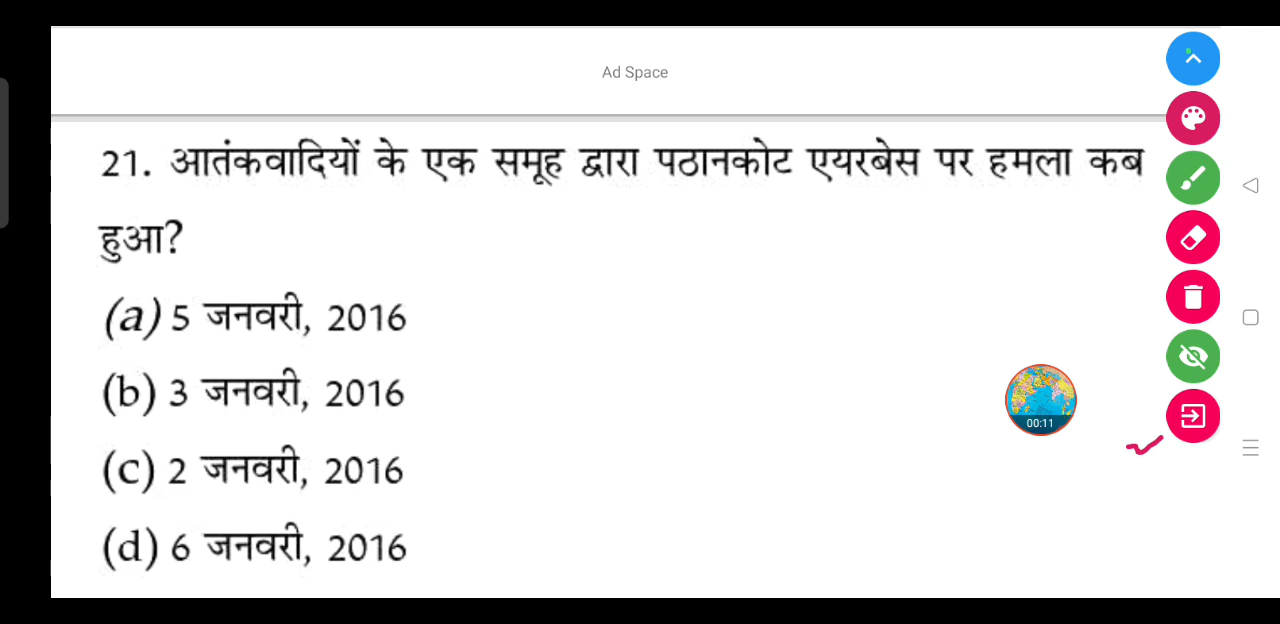 Ad Space
21. आतंकवादियों के एक समूह द्वारा पठानकोट एयरबेस पर हमला कब
हुआ?
(a) 5 जनवरी, 2016
(b) 3 जनवरी, 2016
00:11
(c) 2 जनवरी, 2016
(d) 6 जनवरी, 2016